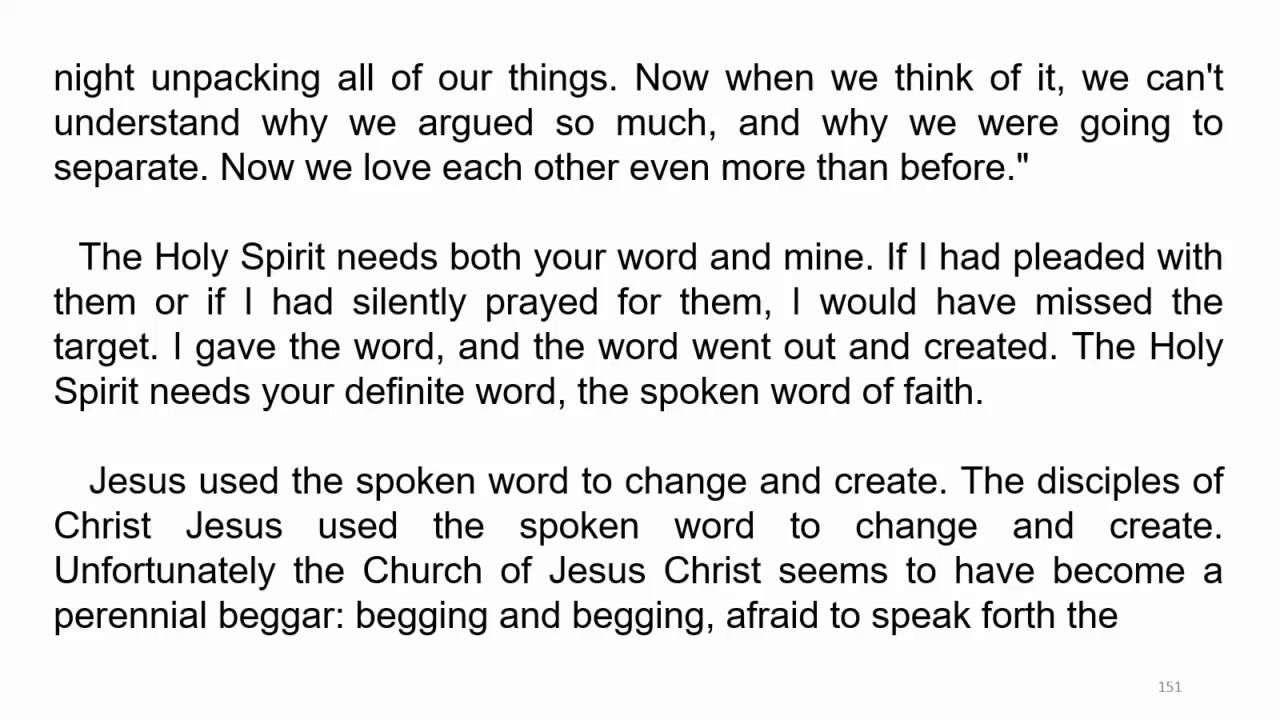 night unpacking all of our things. Now when we think of it, we can't
understand why we argued so much, and why we were going to
separate. Now we love each other even more than before."
The Holy Spirit needs both your word and mine. If I had pleaded with
them or if I had silently prayed for them, I would have missed the
target. I gave the word, and the word went out and created. The Holy
Spirit needs your definite word, the spoken word of faith.
Jesus used the spoken word to change and create. The disciples of
Christ Jesus used the spoken word to change and create.
Unfortunately the Church of Jesus Christ seems to have become a
perennial beggar: begging and begging, afraid to speak forth the
151